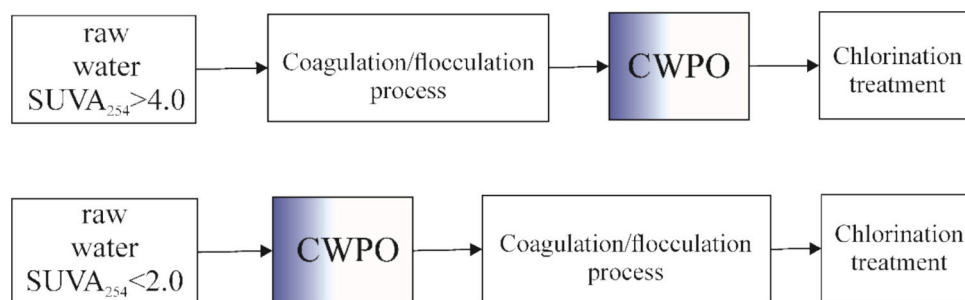 raw
water
SUVA₂₅₄>4.0
Coagulation/flocculation
process
CWPO
Chlorination
treatment
raw
water
SUVA₂₅₄<2.0
CWPO
Coagulation/flocculation
process
Chlorination
treatment